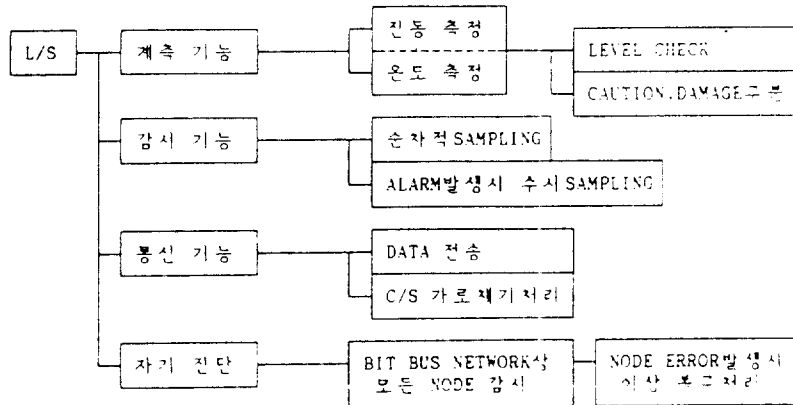 L/S
계측 기능
진동 측정
온도 측정
LEVEL CHECK
CAUTION.DAMAGE구분
감시 기능
순차적SAMPLING
ALARM발생시 수시SAMPLING
통신 기능
DATA 전송
C/S 가로채기처리
자기 진단
BIT BUS NETWORK상
모든 NODE 감시
NODE ERROR발생시
이상 복구처리